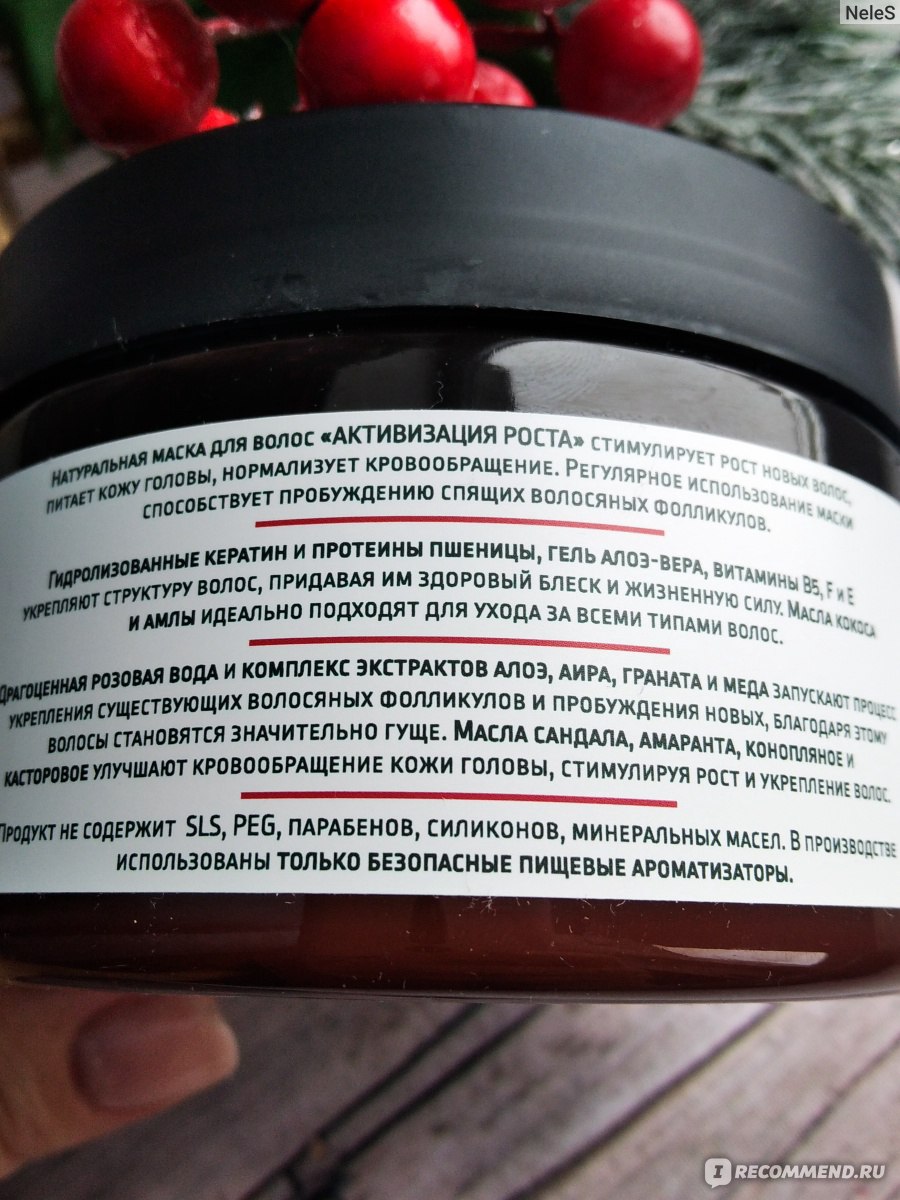 NeleS
Натуральная маска для волос «АКТИВИЗАЦИЯ РОСТА» стимулирует рост новых волос,
питает кожу головы, нормализует кровообращение. Регулярное использование маски
способствует пробуждению спящих волосяных фолликулов.
Гидролизованные кератин и протеины пшеницы, гель алоэ-вера, витамины B5, F и E
укрепляют структуру волос, придавая им здоровый блеск и жизненную силу. Масла кокоса
и амлы идеально подходят для ухода за всеми типами волос.
Драгоценная розовая вода и комплекс экстрактов алоэ, аира, граната и меда запускают процесс
укрепления существующих волосяных фолликулов и пробуждения новых, благодаря этому
волосы становятся значительно гуще. Масла сандала, амаранта, конопляное и
касторовое улучшают кровообращение кожи головы, стимулируя рост и укрепление волос.
Продукт не содержит SLS, PEG, парабенов, силиконов, минеральных масел. В производстве
использованы только безопасные пищевые ароматизаторы.
IRECOMMEND.RU